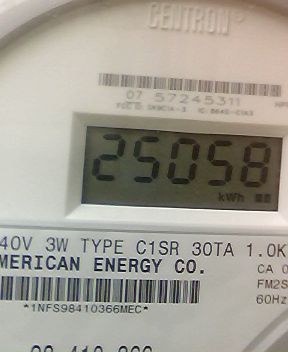 CENTRON®
07 57245311
25058
kWh
40V 3W TYPE C1SR 30TA 1.0K
MERICAN ENERGY CO.
CA 0
FM2S
60Hz
*1NFS98410366MEC*